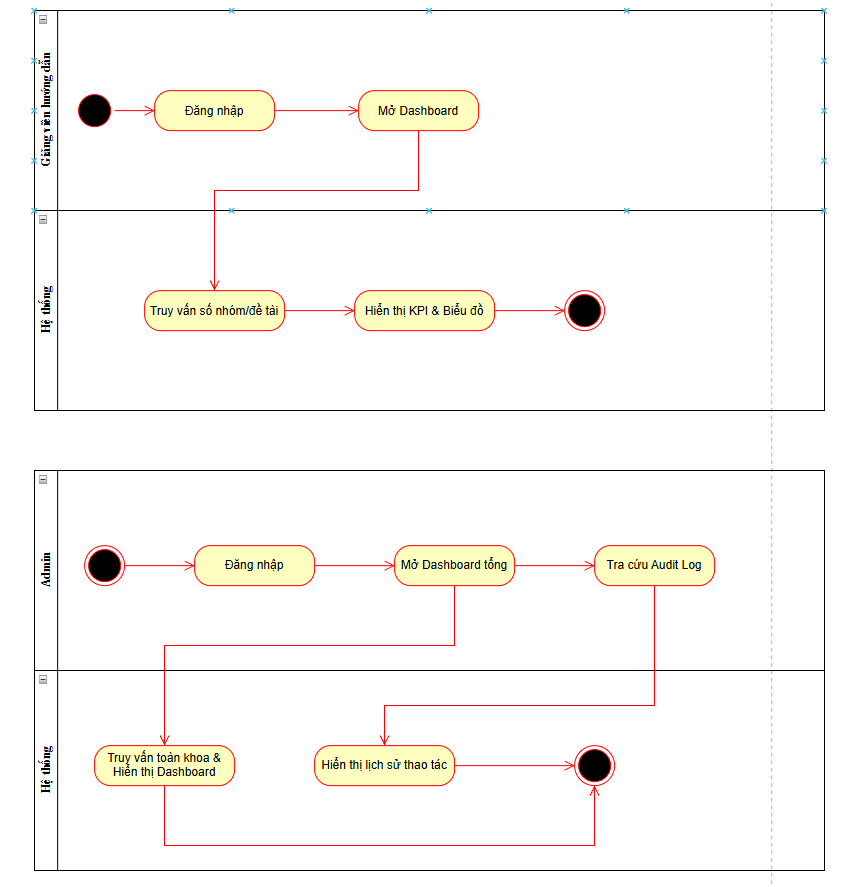 Giảng viên hướng dẫn
Đăng nhập
Mở Dashboard
Hệ thống
Truy vấn số nhóm/đề tài
Hiển thị KPI & Biểu đồ
Admin
Đăng nhập
Mở Dashboard tổng
Tra cứu Audit Log
Hệ thống
Truy vấn toàn khoa &
Hiển thị Dashboard
Hiển thị lịch sử thao tác